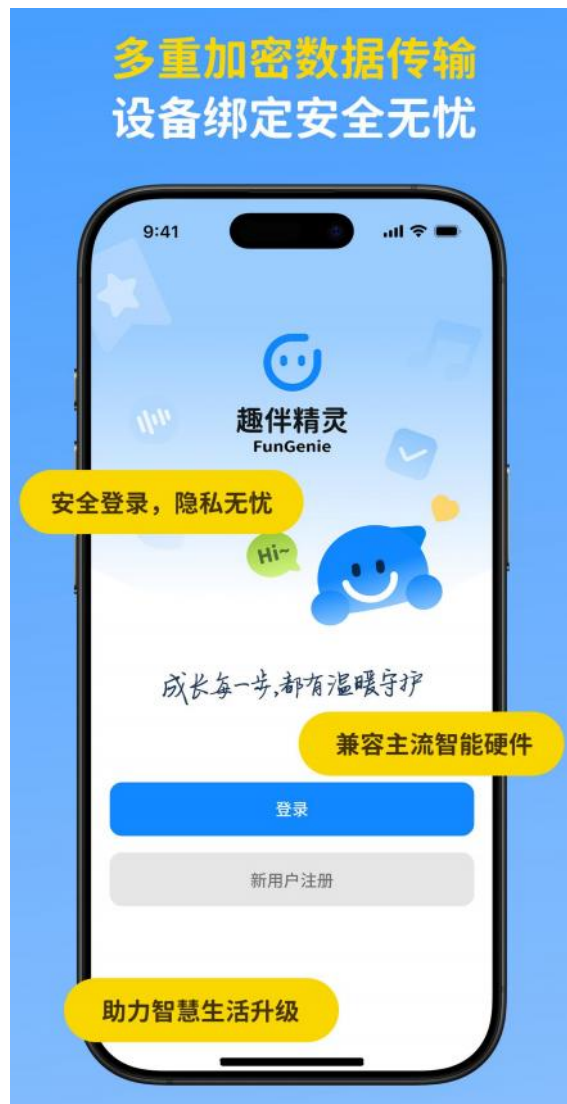 多重加密数据传输
设备绑定安全无忧
9:41
趣伴精灵
FunGenie
安全登录，隐私无忧
Hi~
成长每一步,都有温暖守护
兼容主流智能硬件
登录
新用户注册
助力智慧生活升级